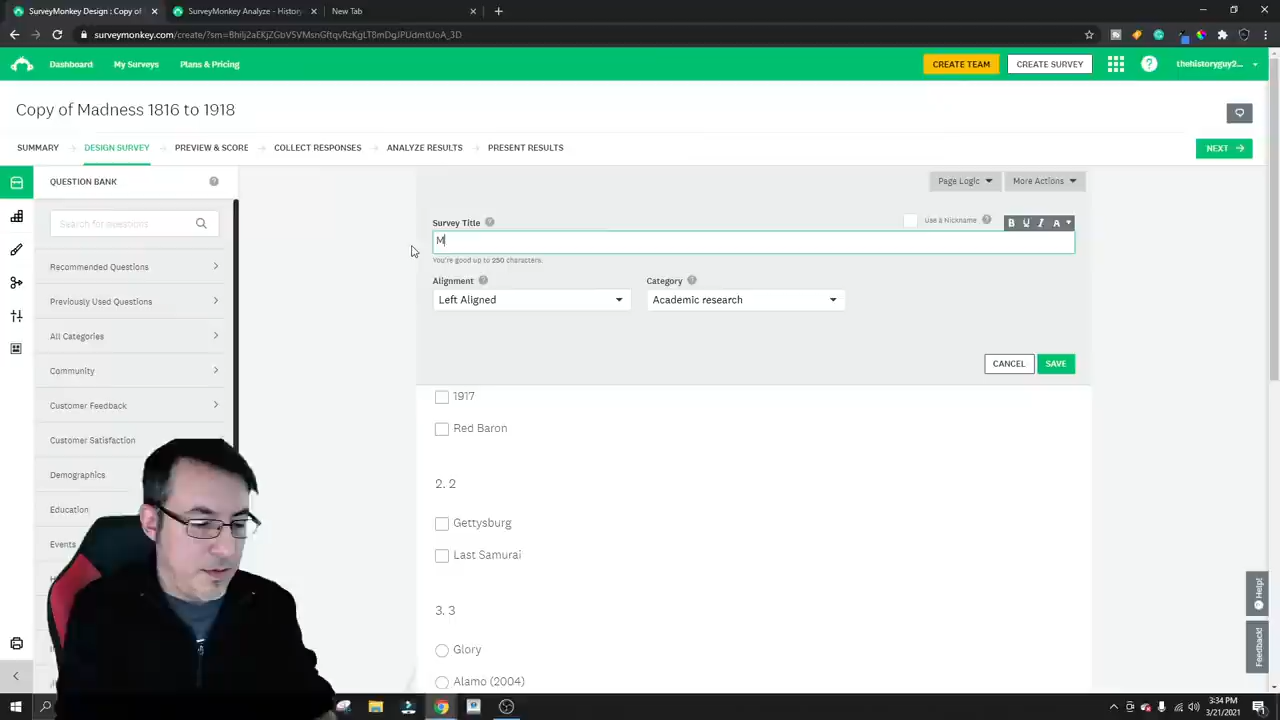 SurveyMonkey Design : Copy of
SurveyMonkey Analyze - Histor
New Tab
surveymonkey.com/create/?sm=
Dashboard
My Surveys
Plans & Pricing
CREATE TEAM
CREATE SURVEY
thehistoryguy2...
Copy of Madness 1816 to 1918
SUMMARY
DESIGN SURVEY
PREVIEW & SCORE
COLLECT RESPONSES
ANALYZE RESULTS
PRESENT RESULTS
NEXT
QUESTION BANK
Page Logic
More Actions
Search for questions
Survey Title
Use a Nickname
B U I A
M
You're good up to 250 characters.
Recommended Questions
Alignment
Category
Previously Used Questions
Left Aligned
Academic research
All Categories
Community
CANCEL
SAVE
Customer Feedback
1917
Red Baron
Customer Satisfaction
Demographics
2. 2
Education
Gettysburg
Events
Last Samurai
Help!
3. 3
Glory
Feedback!
Alamo (2004)
3:34 PM
3/21/2021